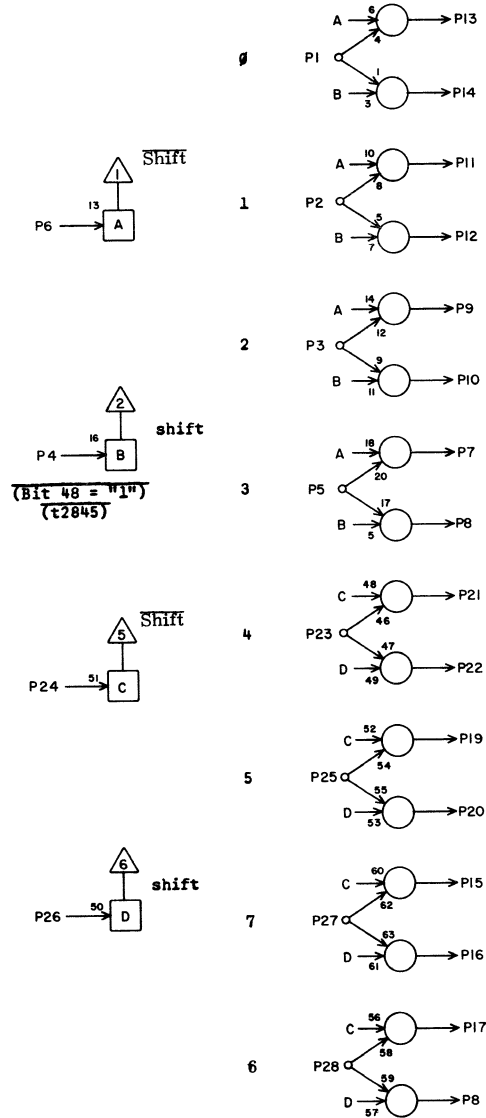 A 6 P13
0 P1 4
1
B 3 P14
1 Shift
13
P6 A
A 10 P11
1 P2 8
5
B 7 P12
A 14 P9
2 P3 12
9
B 11 P10
2
16 shift
P4 B
(Bit 48 = "1")
(t2845)
A 18 P7
3 P5 20
17
B 5 P8
5 Shift
51
P24 C
C 48 P21
4 P23 46
47
D 49 P22
C 52 P19
5 P25 54
55
D 53 P20
6
50 shift
P26 D
C 60 P15
7 P27 62
63
D 61 P16
C 56 P17
6 P28 58
59
D 57 P8